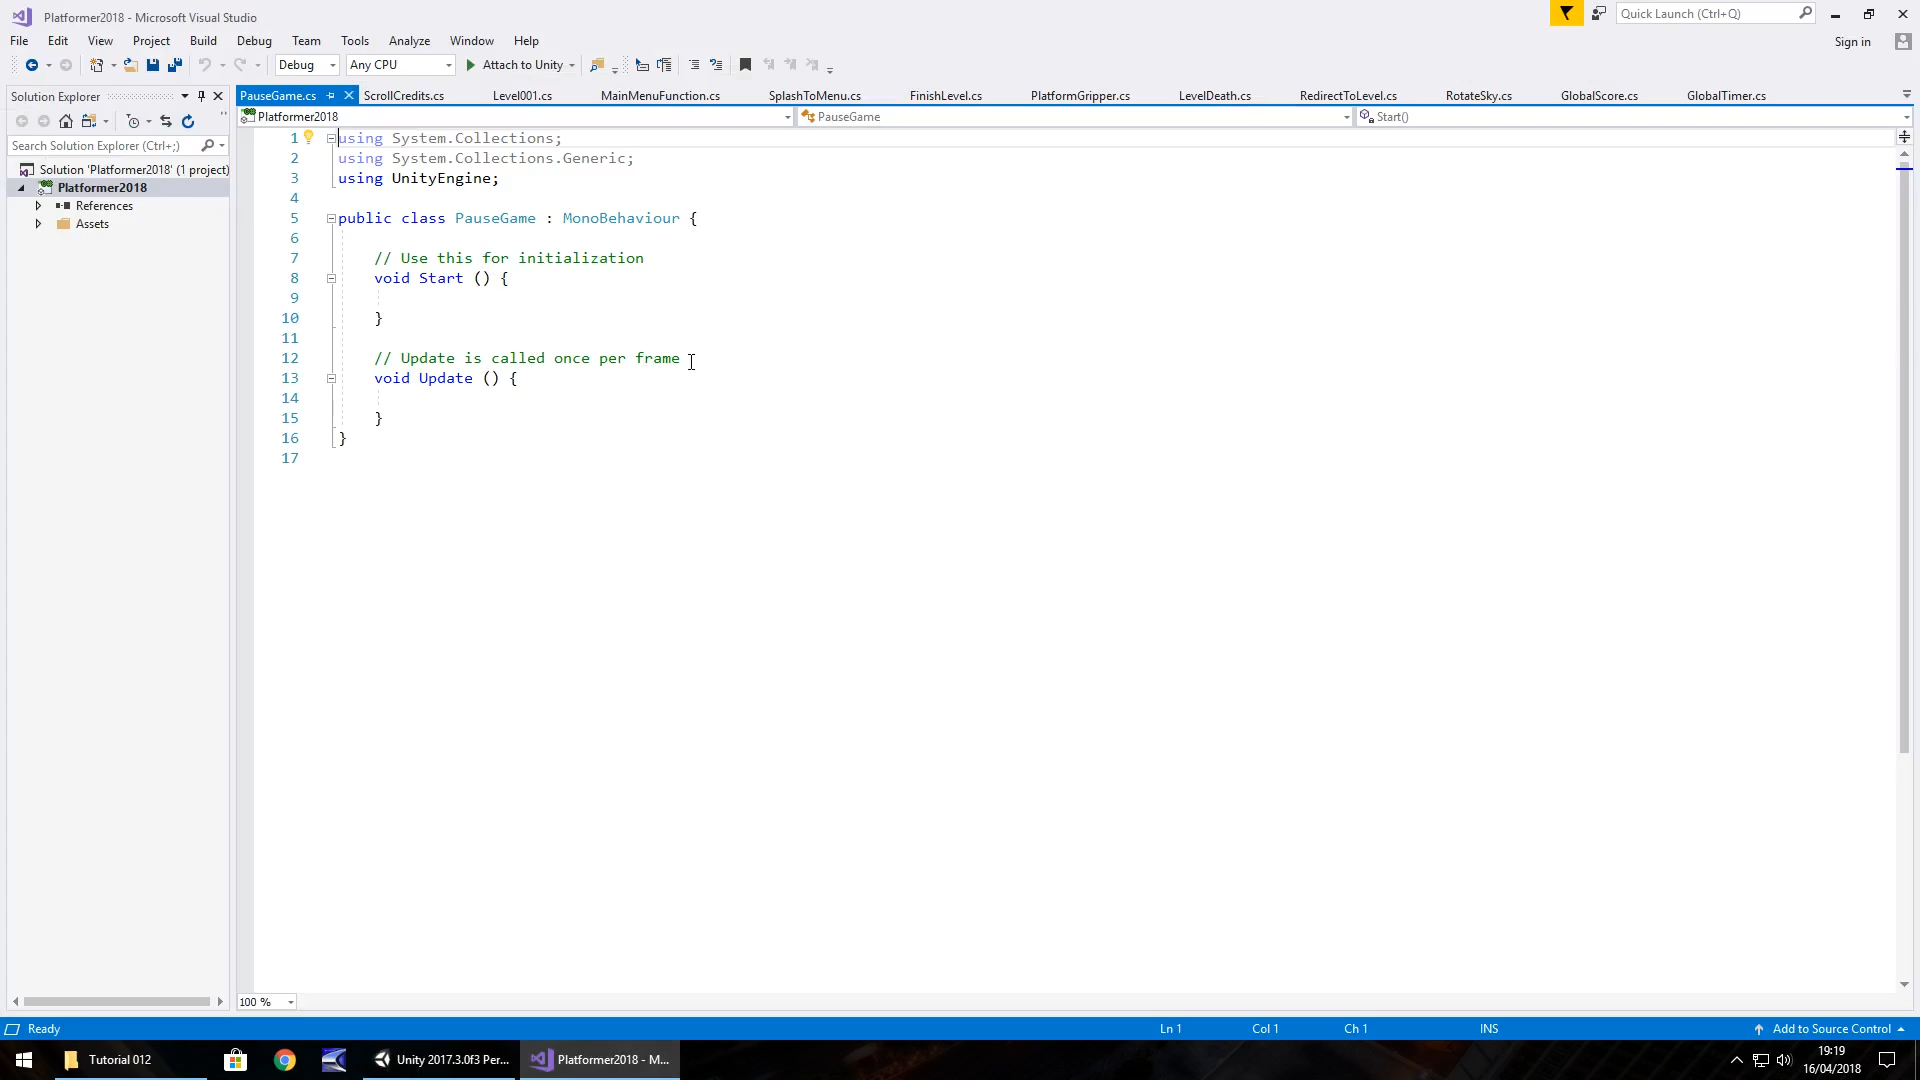 Platformer2018 - Microsoft Visual Studio
Quick Launch (Ctrl+Q)
File Edit View Project Build Debug Team Tools Analyze Window Help
Sign in
Debug Any CPU Attach to Unity
Solution Explorer
PauseGame.cs ScrollCredits.cs Level001.cs MainMenuFunction.cs SplashToMenu.cs FinishLevel.cs PlatformGripper.cs LevelDeath.cs RedirectToLevel.cs RotateSky.cs GlobalScore.cs GlobalTimer.cs
Platformer2018 PauseGame Start()
Search Solution Explorer (Ctrl+;)
Solution 'Platformer2018' (1 project)
Platformer2018
References
Assets
1 using System.Collections;
2 using System.Collections.Generic;
3 using UnityEngine;
4
5 public class PauseGame : MonoBehaviour {
6
7 // Use this for initialization
8 void Start () {
9
10 }
11
12 // Update is called once per frame
13 void Update () {
14
15 }
16 }
17
100 %
Ready Ln 1 Col 1 Ch 1 INS Add to Source Control
Tutorial 012 Unity 2017.3.0f3 Per... Platformer2018 - M...
19:19
16/04/2018